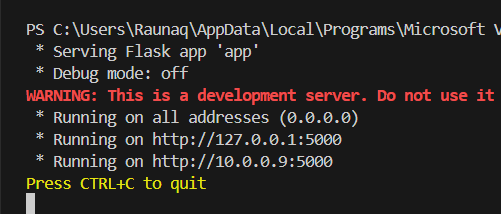 PS C:\Users\Raunaq\AppData\Local\Programs\Microsoft V
* Serving Flask app 'app'
* Debug mode: off
WARNING: This is a development server. Do not use it
* Running on all addresses (0.0.0.0)
* Running on http://127.0.0.1:5000
* Running on http://10.0.0.9:5000
Press CTRL+C to quit